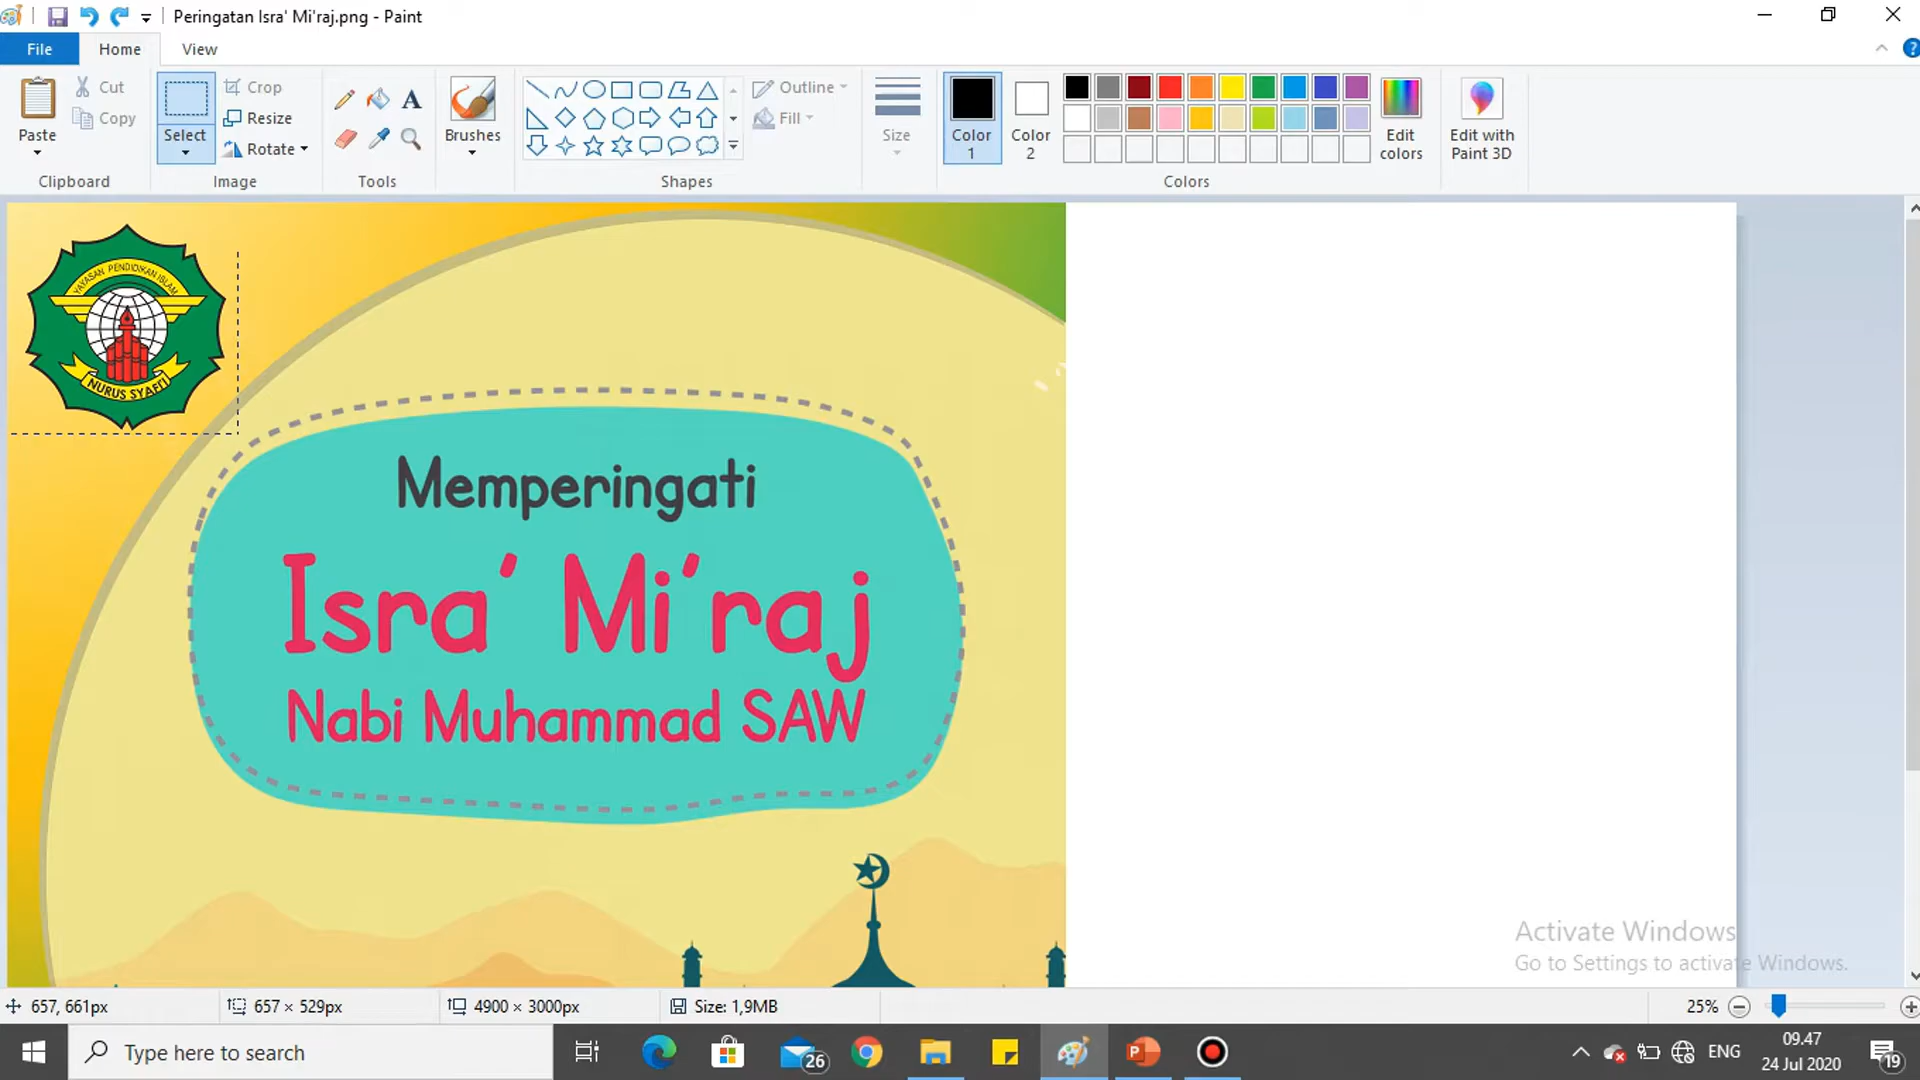 Peringatan Isra' Mi'raj.png - Paint
File Home View
Paste
Cut
Copy
Clipboard
Select
Crop
Resize
Rotate
Image
A
Tools
Brushes
Shapes
Outline
Fill
Size
Color 1
Color 2
Colors
Edit colors
Edit with Paint 3D
YAYASAN PENDIDIKAN ISLAM
NURUS SYAFI'I
Memperingati
Isra' Mi'raj
Nabi Muhammad SAW
Activate Windows
Go to Settings to activate Windows.
657, 661px
657 × 529px
4900 × 3000px
Size: 1,9MB
25%
Type here to search
26
ENG
09.47
24 Jul 2020
19